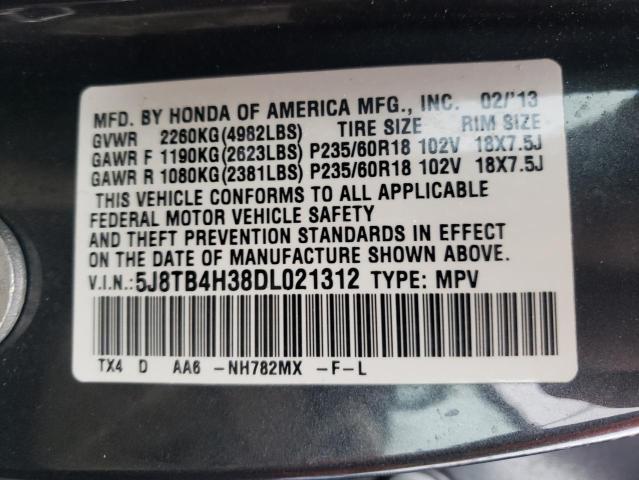 MFD. BY HONDA OF AMERICA MFG., INC. 02/'13
GVWR 2260KG(4982LBS) TIRE SIZE RIM SIZE
GAWR F 1190KG(2623LBS) P235/60R18 102V 18X7.5J
GAWR R 1080KG(2381LBS) P235/60R18 102V 18X7.5J
THIS VEHICLE CONFORMS TO ALL APPLICABLE
FEDERAL MOTOR VEHICLE SAFETY
AND THEFT PREVENTION STANDARDS IN EFFECT
ON THE DATE OF MANUFACTURE SHOWN ABOVE.
V.I.N.:5J8TB4H38DL021312 TYPE: MPV
TX4 D AA6 -NH782MX -F-L